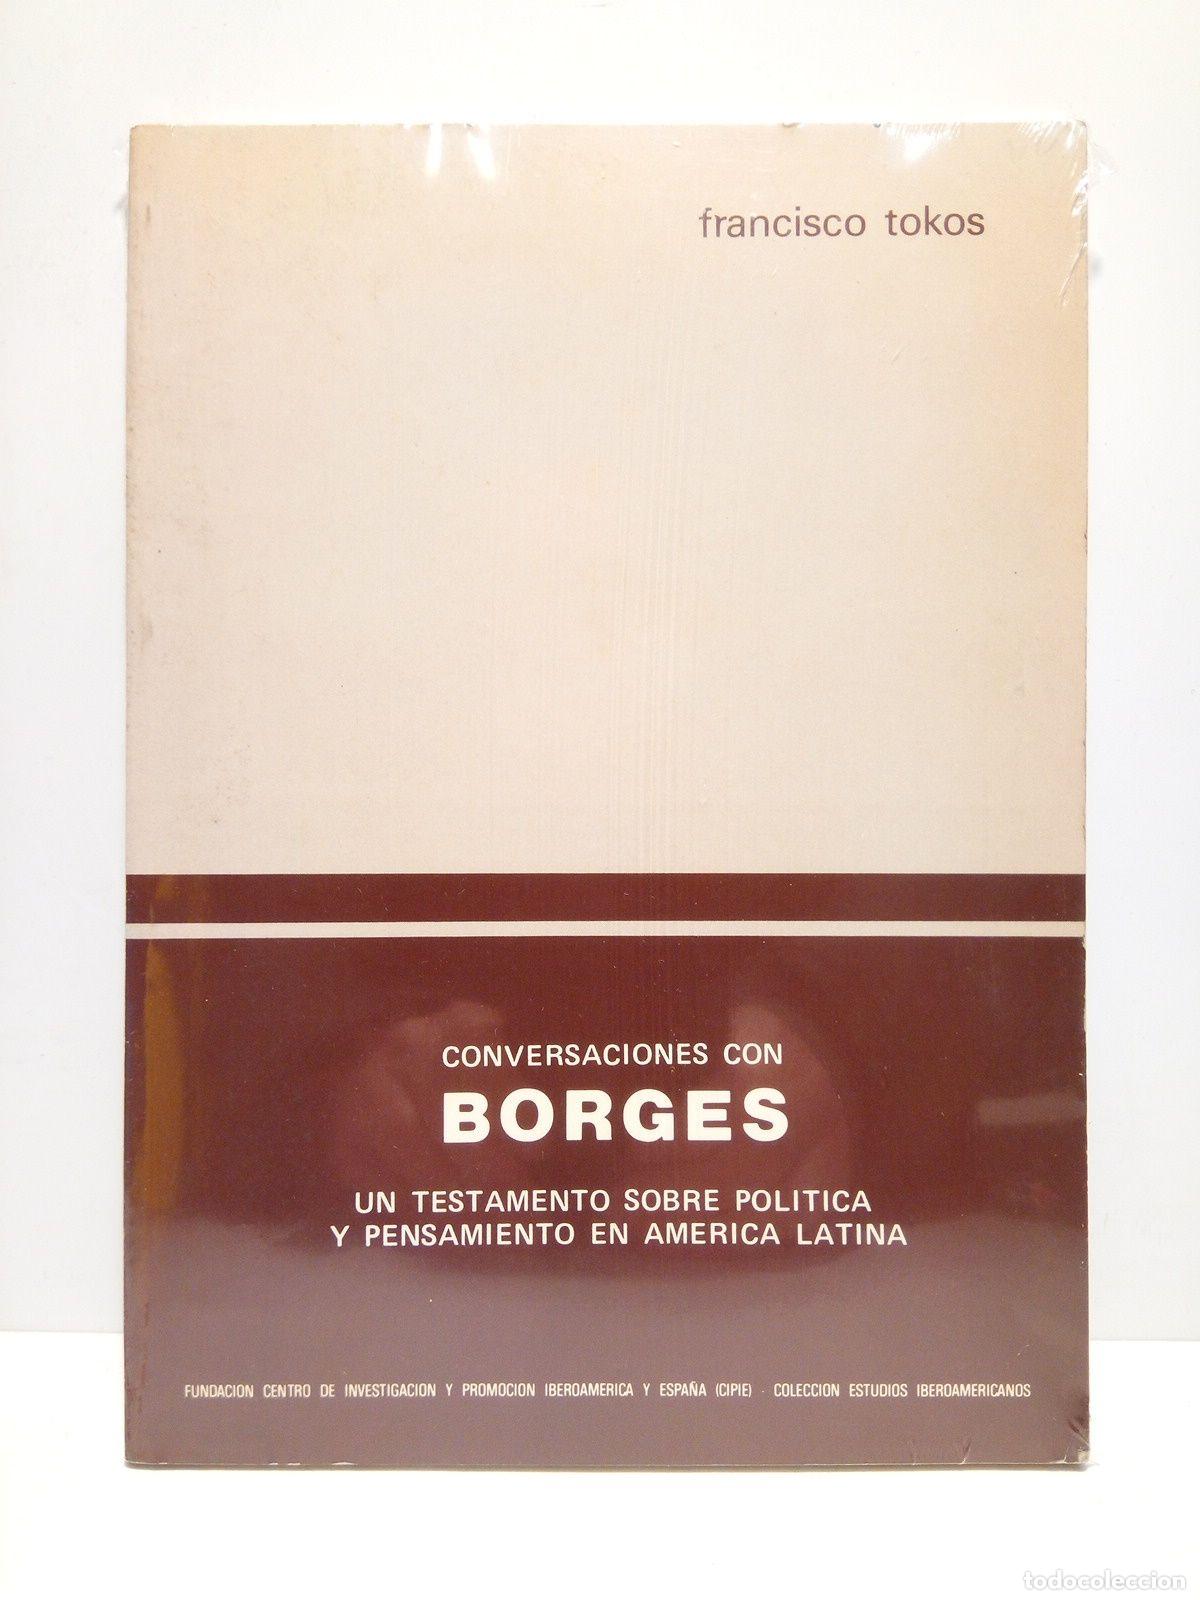 francisco tokos
CONVERSACIONES CON
BORGES
UN TESTAMENTO SOBRE POLITICA
Y PENSAMIENTO EN AMERICA LATINA
FUNDACION CENTRO DE INVESTIGACION Y PROMOCION IBEROAMERICA Y ESPAÑA (CIPIE) - COLECCION ESTUDIOS IBEROAMERICANOS
todocoleccion